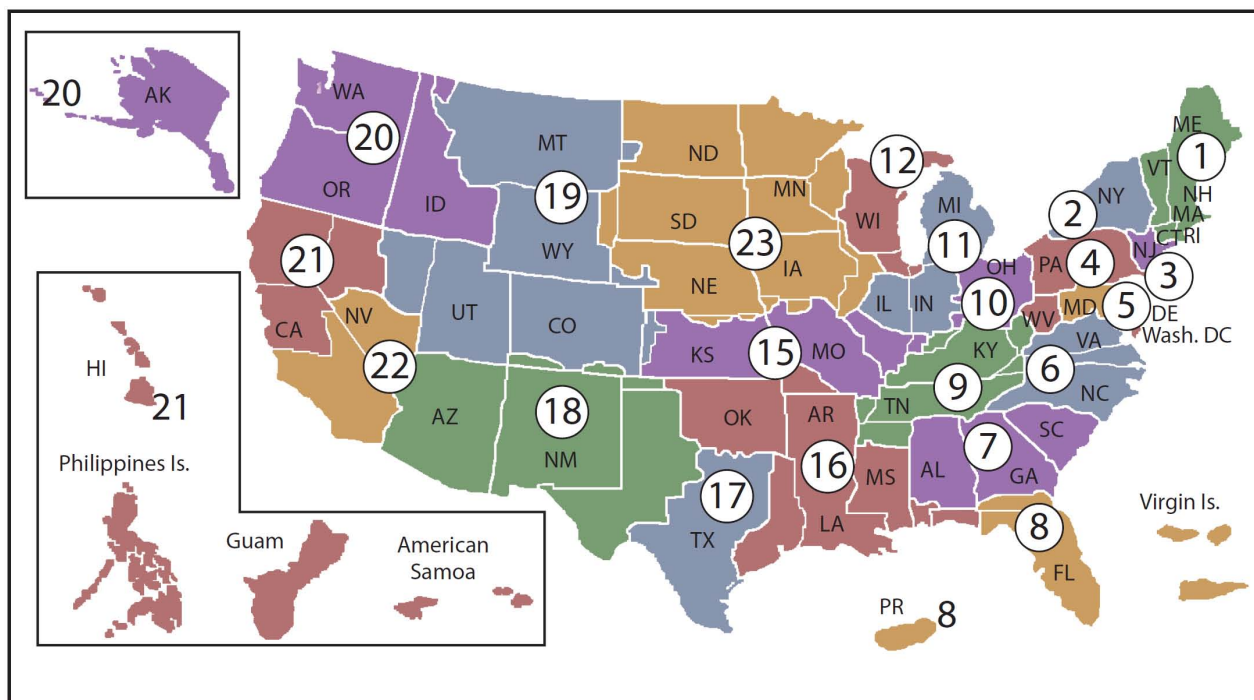 20
AK
WA
20
OR
ID
MT
19
WY
ND
MN
SD
23
NE
IA
12
WI
MI
11
ME
1
VT
NH
NY
MA
2
CT
RI
NJ
3
PA
4
OH
10
MD
5
DE
Wash. DC
WV
VA
IL
IN
21
CA
NV
UT
CO
22
KS
15
MO
KY
9
TN
6
NC
AZ
18
NM
OK
AR
16
MS
LA
AL
7
GA
SC
17
TX
8
FL
HI
21
Philippines Is.
Guam
American
Samoa
Virgin Is.
PR
8